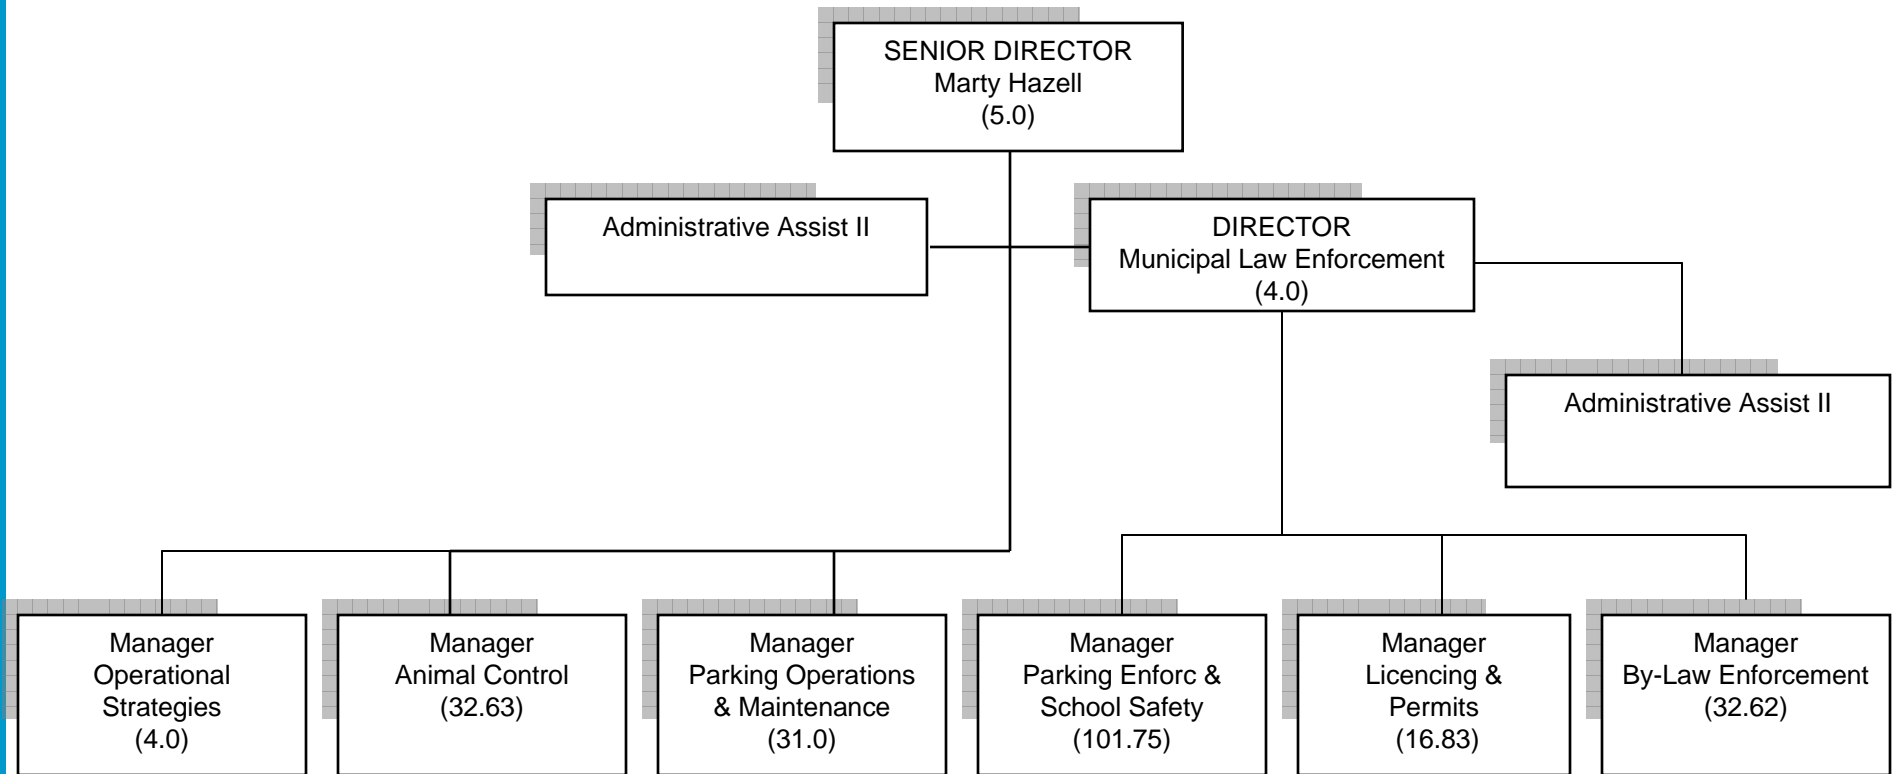 SENIOR DIRECTOR
Marty Hazell
(5.0)
Administrative Assist II
DIRECTOR
Municipal Law Enforcement
(4.0)
Administrative Assist II
Manager
Operational
Strategies
(4.0)
Manager
Animal Control
(32.63)
Manager
Parking Operations
& Maintenance
(31.0)
Manager
Parking Enforc &
School Safety
(101.75)
Manager
Licencing &
Permits
(16.83)
Manager
By-Law Enforcement
(32.62)